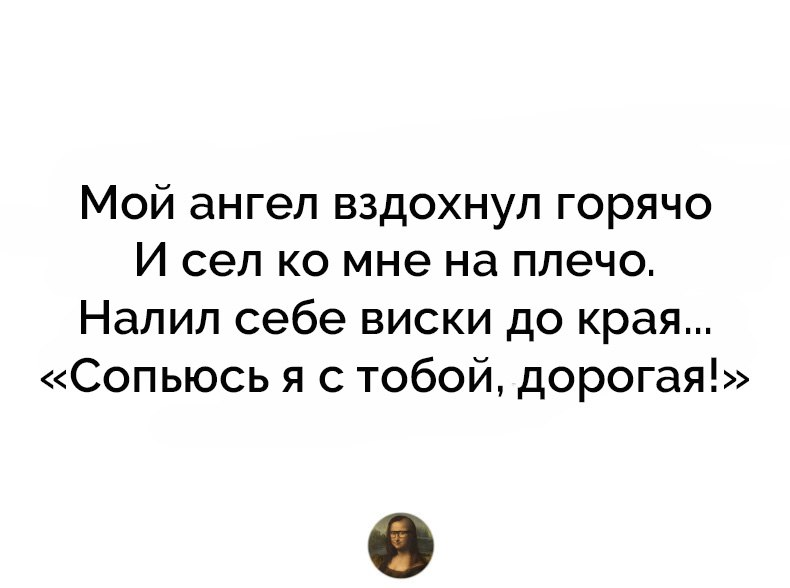 Мой ангел вздохнул горячо
И сел ко мне на плечо.
Налил себе виски до края...
«Сопьюсь я с тобой, дорогая!»